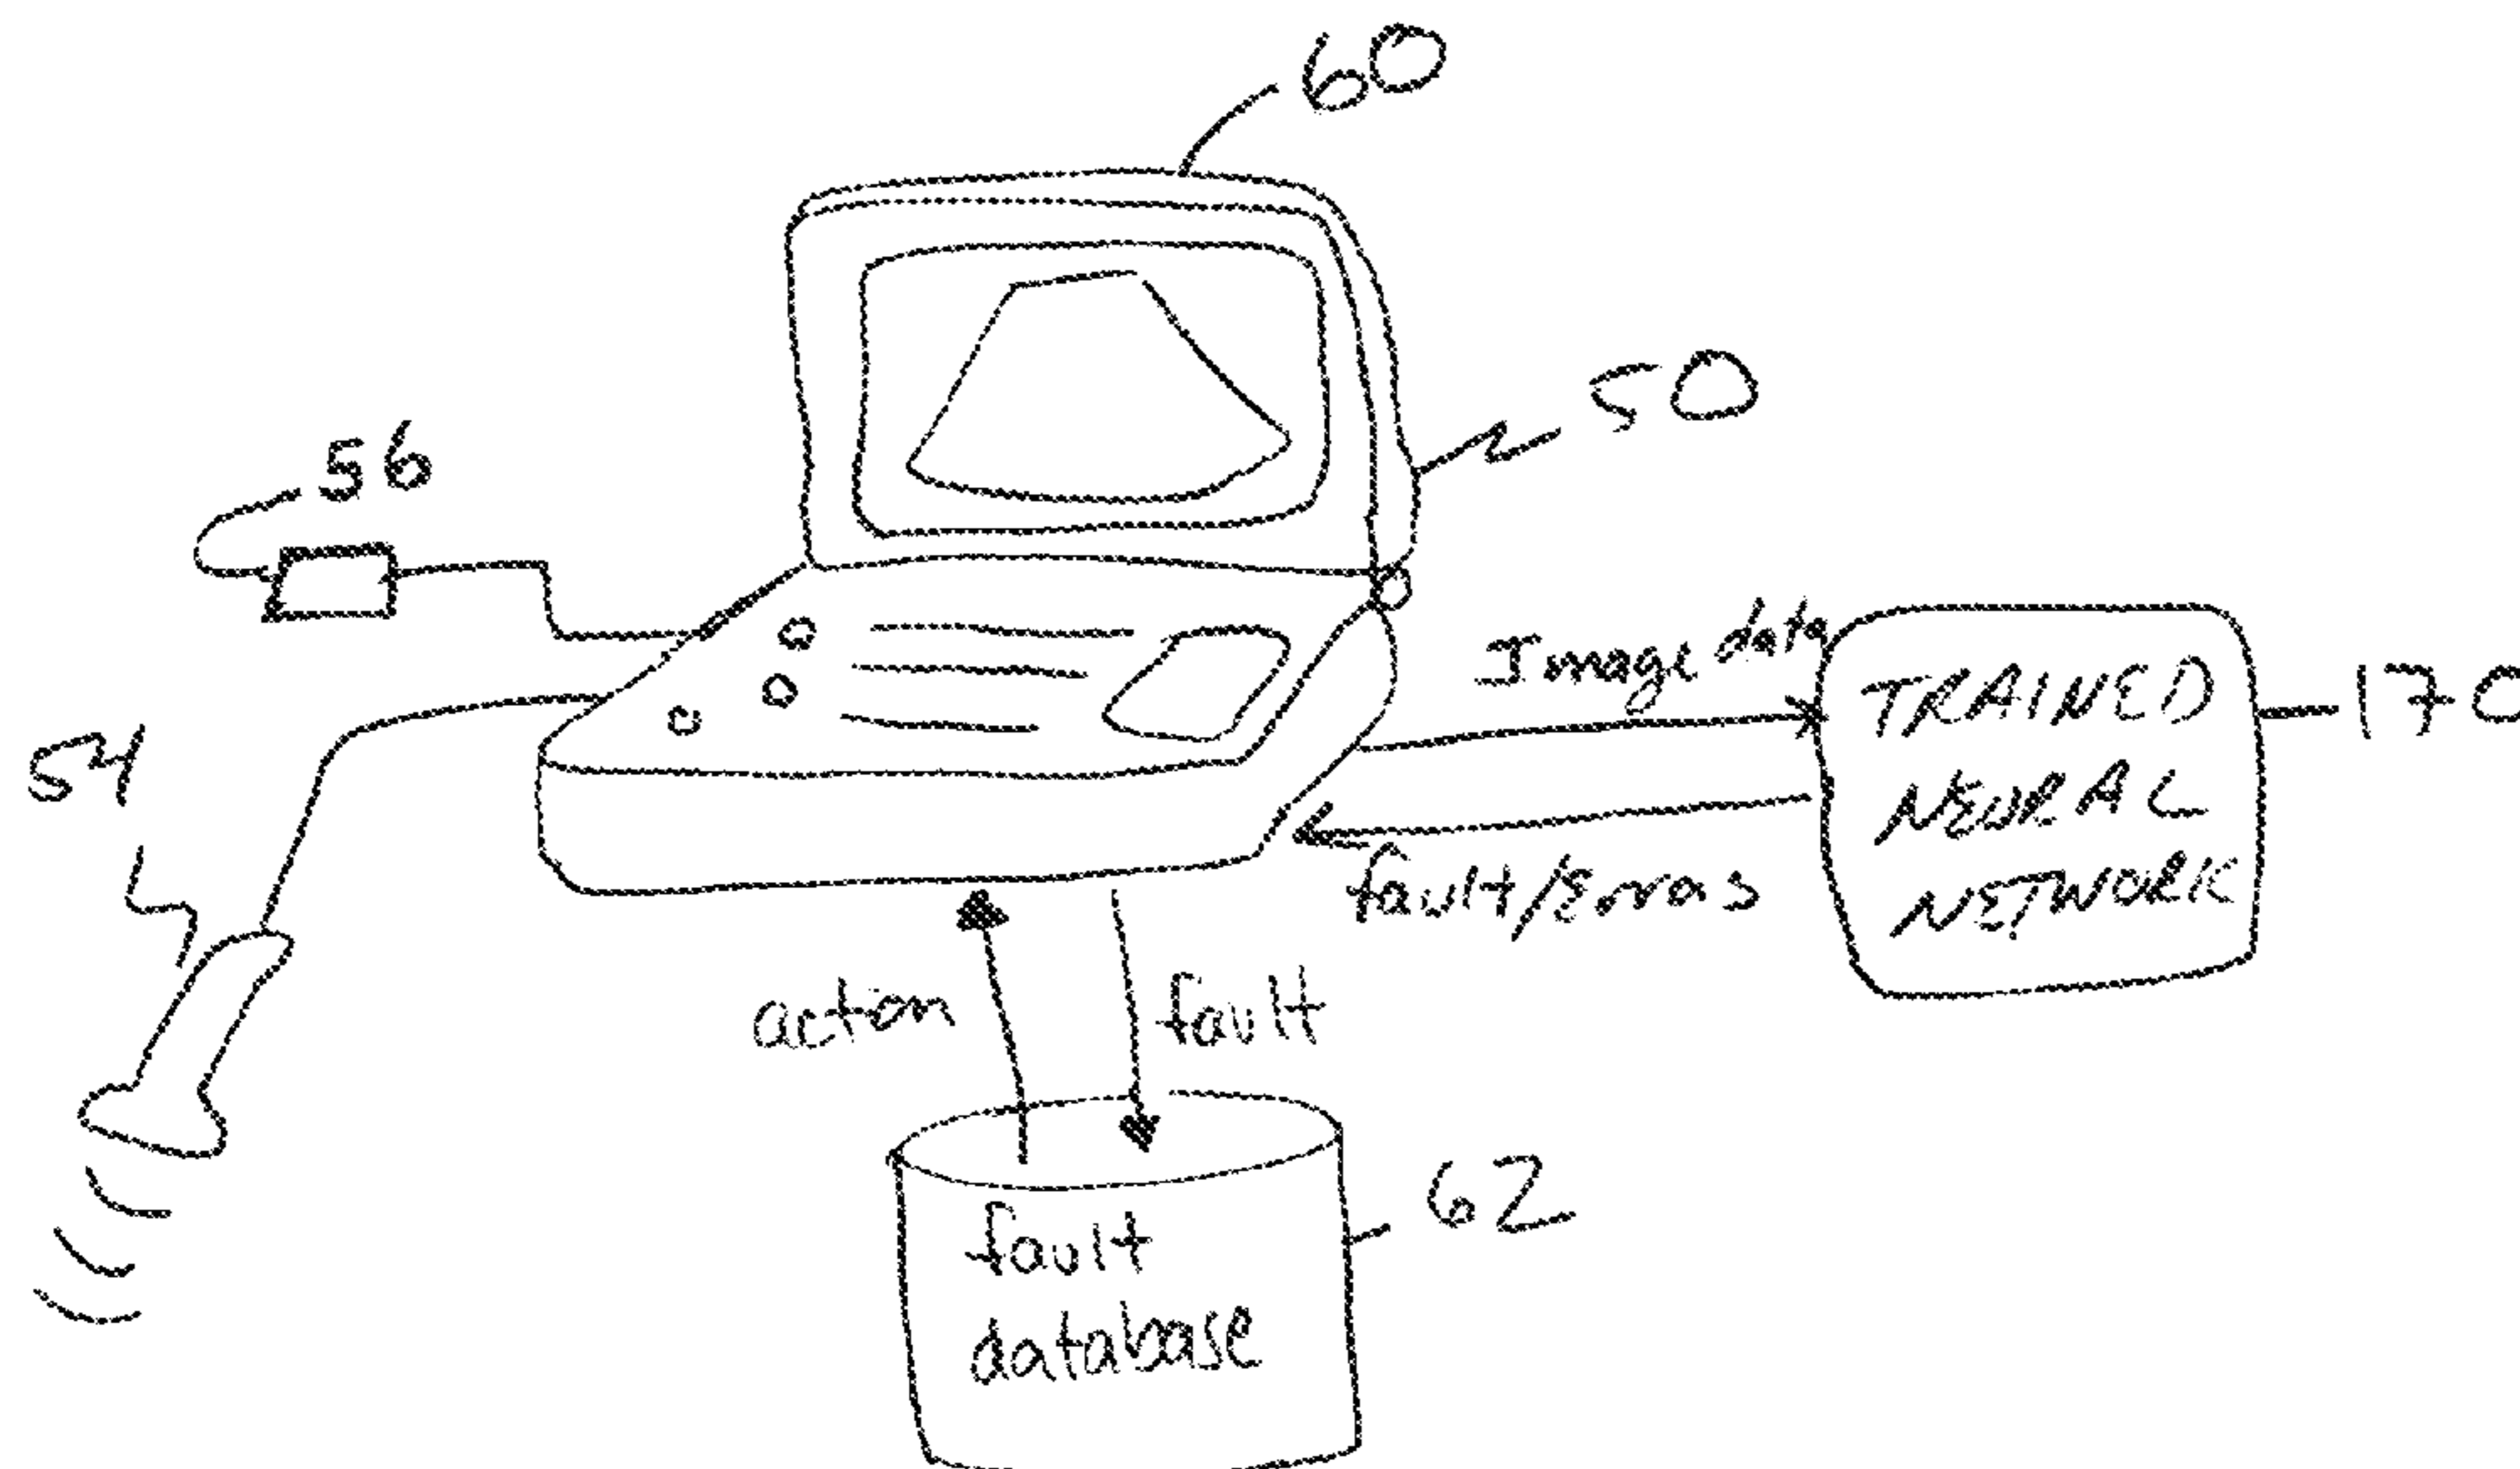 60
50
56
Image data
TRAINED
NEURAL
NETWORK
170
54
fault/Errors
action
fault
62
fault
database